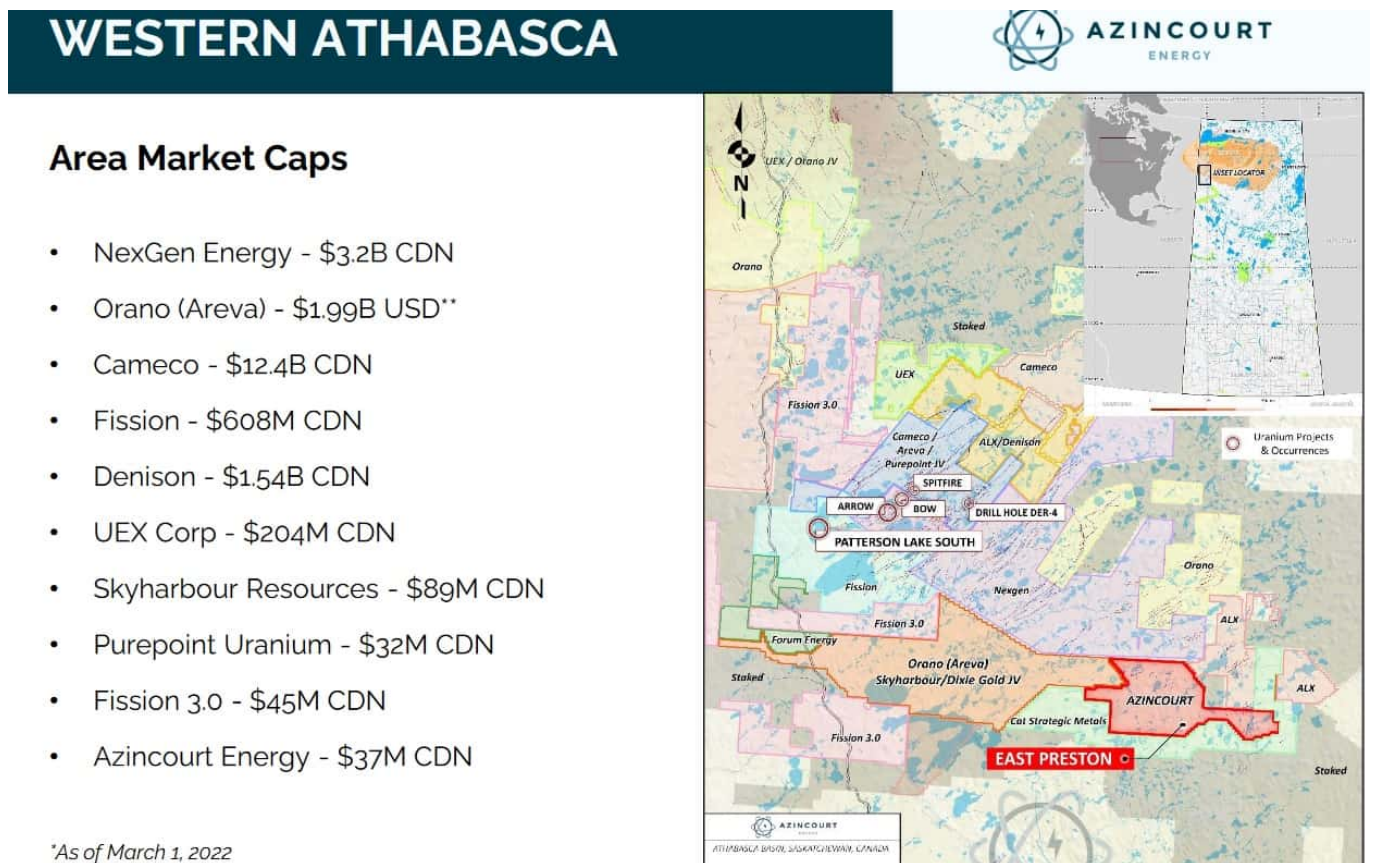 WESTERN ATHABASCA
AZINCOURT
ENERGY
Area Market Caps
• NexGen Energy - $3.2B CDN
• Orano (Areva) - $1.99B USD**
• Cameco - $12.4B CDN
• Fission - $608M CDN
• Denison - $1.54B CDN
• UEX Corp - $204M CDN
• Skyharbour Resources - $89M CDN
• Purepoint Uranium - $32M CDN
• Fission 3.0 - $45M CDN
• Azincourt Energy - $37M CDN
*As of March 1, 2022
N
UEX / Orano JV
Orano
INSET LOCATOR
Staked
UEX
Cameco
Fission 3.0
Uranium Projects
& Occurrences
Cameco /
Areva /
Purepoint JV
ALX/Denison
SPITFIRE
ARROW
BOW
DRILL HOLE DER-4
PATTERSON LAKE SOUTH
Fission
Nexgen
Orano
Fission 3.0
ALX
Forum Energy
Orano (Areva)
Skyharbour/Dixie Gold JV
Staked
ALX
AZINCOURT
Cat Strategic Metals
Fission 3.0
EAST PRESTON
Staked
AZINCOURT
ATHABASCA BASIN, SASKATCHEWAN, CANADA